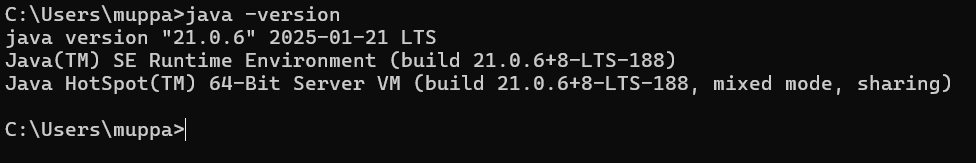 C:\Users\muppa>java -version
java version "21.0.6" 2025-01-21 LTS
Java(TM) SE Runtime Environment (build 21.0.6+8-LTS-188)
Java HotSpot(TM) 64-Bit Server VM (build 21.0.6+8-LTS-188, mixed mode, sharing)
C:\Users\muppa>